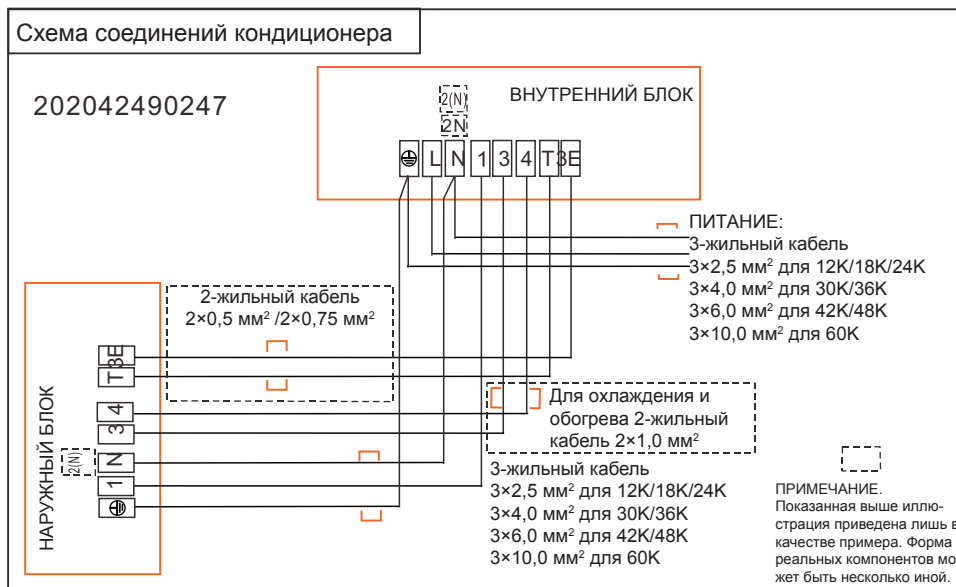 Схема соединений кондиционера
202042490247
ВНУТРЕННИЙ БЛОК
2(N)
2N
L N 1 3 4 T3E
ПИТАНИЕ:
3-жильный кабель
3×2,5 мм² для 12K/18K/24K
3×4,0 мм² для 30K/36K
3×6,0 мм² для 42K/48K
3×10,0 мм² для 60K
2-жильный кабель
2×0,5 мм² /2×0,75 мм²
НАРУЖНЫЙ БЛОК
T3E
3 4
2(N)
N
1
Для охлаждения и
обогрева 2-жильный
кабель 2×1,0 мм²
3-жильный кабель
3×2,5 мм² для 12K/18K/24K
3×4,0 мм² для 30K/36K
3×6,0 мм² для 42K/48K
3×10,0 мм² для 60K
ПРИМЕЧАНИЕ.
Показанная выше иллю-
страция приведена лишь в
качестве примера. Форма
реальных компонентов мо-
жет быть несколько иной.